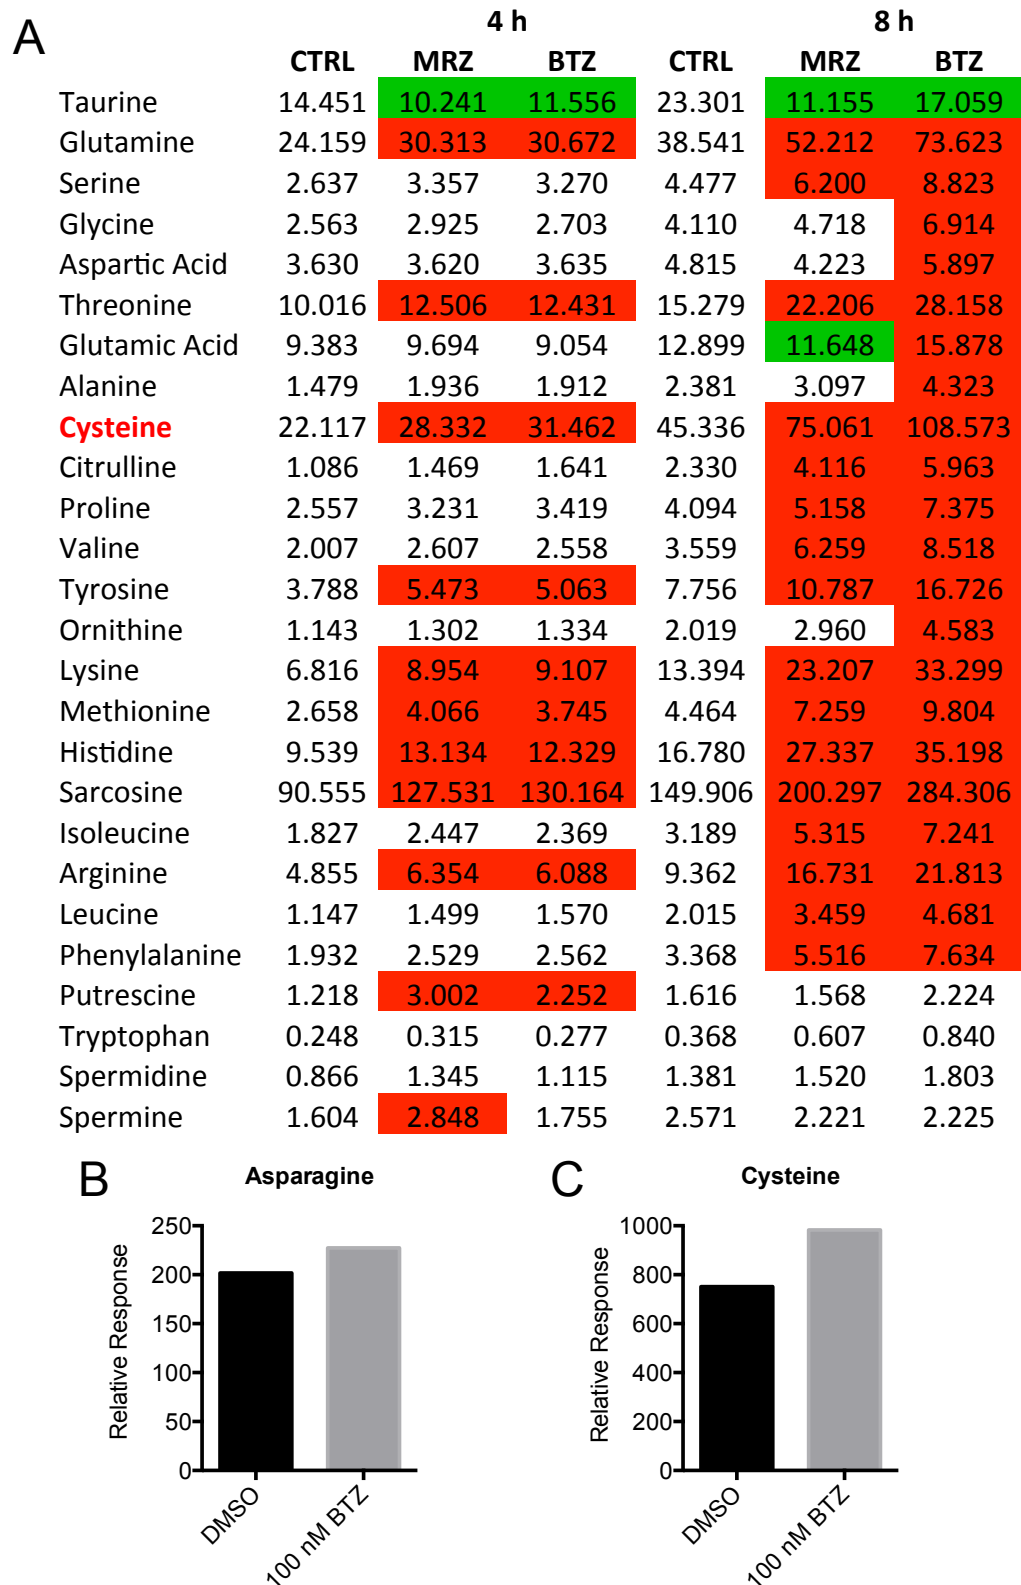 A
4 h 8 h
CTRL MRZ BTZ CTRL MRZ BTZ
Taurine 14.451 10.241 11.556 23.301 11.155 17.059
Glutamine 24.159 30.313 30.672 38.541 52.212 73.623
Serine 2.637 3.357 3.270 4.477 6.200 8.823
Glycine 2.563 2.925 2.703 4.110 4.718 6.914
Aspartic Acid 3.630 3.620 3.635 4.815 4.223 5.897
Threonine 10.016 12.506 12.431 15.279 22.206 28.158
Glutamic Acid 9.383 9.694 9.054 12.899 11.648 15.878
Alanine 1.479 1.936 1.912 2.381 3.097 4.323
Cysteine 22.117 28.332 31.462 45.336 75.061 108.573
Citrulline 1.086 1.469 1.641 2.330 4.116 5.963
Proline 2.557 3.231 3.419 4.094 5.158 7.375
Valine 2.007 2.607 2.558 3.559 6.259 8.518
Tyrosine 3.788 5.473 5.063 7.756 10.787 16.726
Ornithine 1.143 1.302 1.334 2.019 2.960 4.583
Lysine 6.816 8.954 9.107 13.394 23.207 33.299
Methionine 2.658 4.066 3.745 4.464 7.259 9.804
Histidine 9.539 13.134 12.329 16.780 27.337 35.198
Sarcosine 90.555 127.531 130.164 149.906 200.297 284.306
Isoleucine 1.827 2.447 2.369 3.189 5.315 7.241
Arginine 4.855 6.354 6.088 9.362 16.731 21.813
Leucine 1.147 1.499 1.570 2.015 3.459 4.681
Phenylalanine 1.932 2.529 2.562 3.368 5.516 7.634
Putrescine 1.218 3.002 2.252 1.616 1.568 2.224
Tryptophan 0.248 0.315 0.277 0.368 0.607 0.840
Spermidine 0.866 1.345 1.115 1.381 1.520 1.803
Spermine 1.604 2.848 1.755 2.571 2.221 2.225
B
Asparagine
Relative Response
250
200
150
100
50
0
DMSO
100 nM BTZ
C
Cysteine
Relative Response
1000
800
600
400
200
0
DMSO
100 nM BTZ